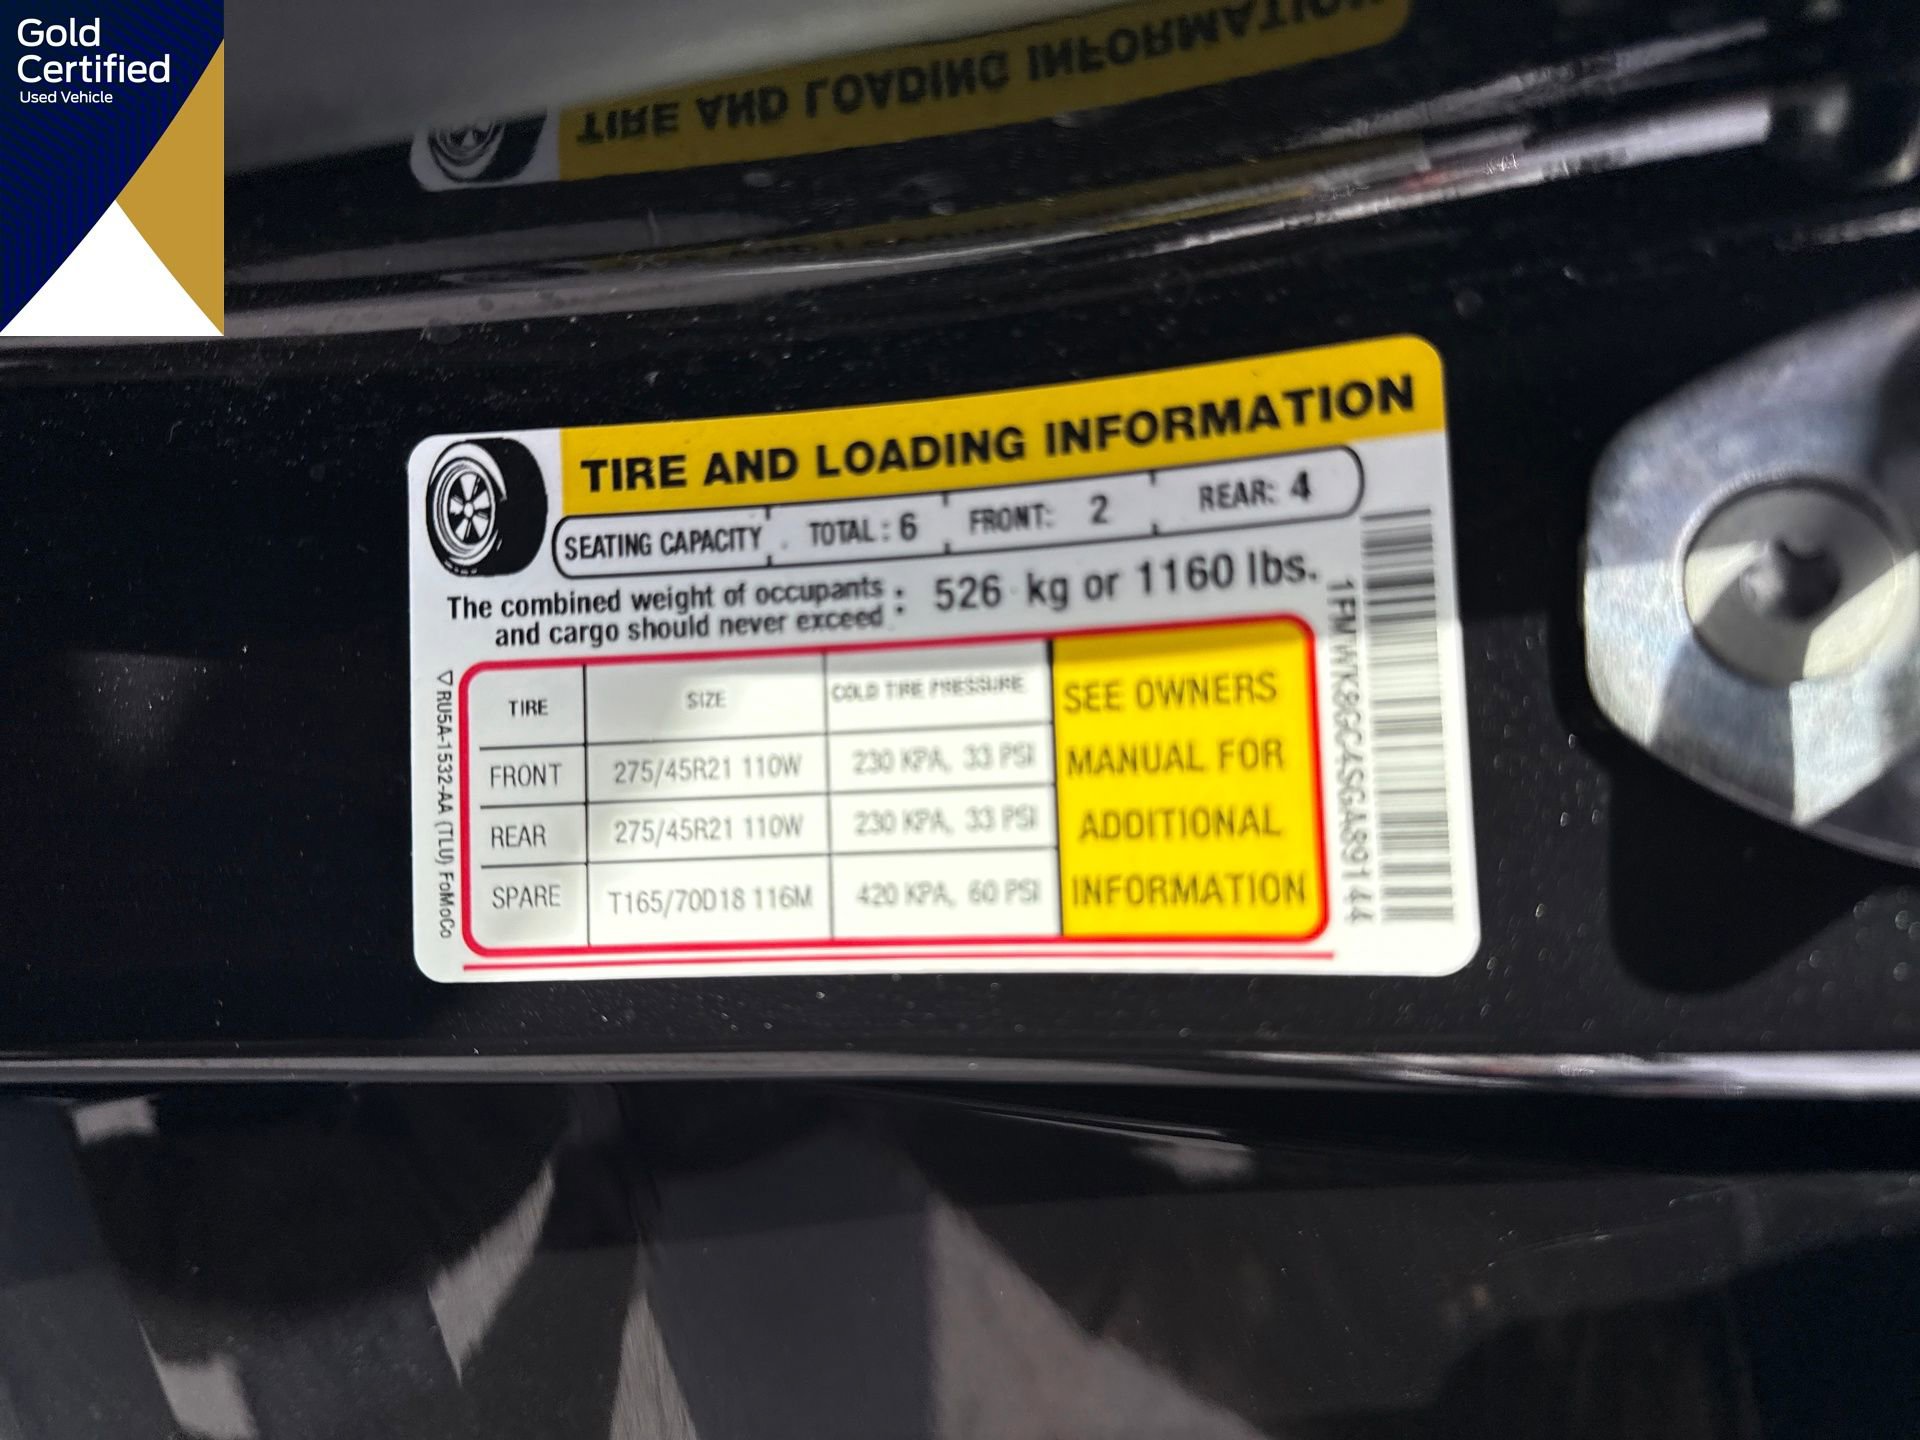 Gold
Certified
Used Vehicle
TIRE AND LOADING INFORMATION
TIRE AND LOADING INFORMATION
SEATING CAPACITY TOTAL : 6 FRONT: 2 REAR: 4
The combined weight of occupants
and cargo should never exceed : 526 kg or 1160 lbs.
TIRE SIZE COLD TIRE PRESSURE SEE OWNERS
FRONT 275/45R21 110W 230 KPA, 33 PSI MANUAL FOR
REAR 275/45R21 110W 230 KPA, 33 PSI ADDITIONAL
SPARE T165/70D18 116M 420 KPA, 60 PSI INFORMATION
RU5A-1532-AA (TLU) FoMoCo